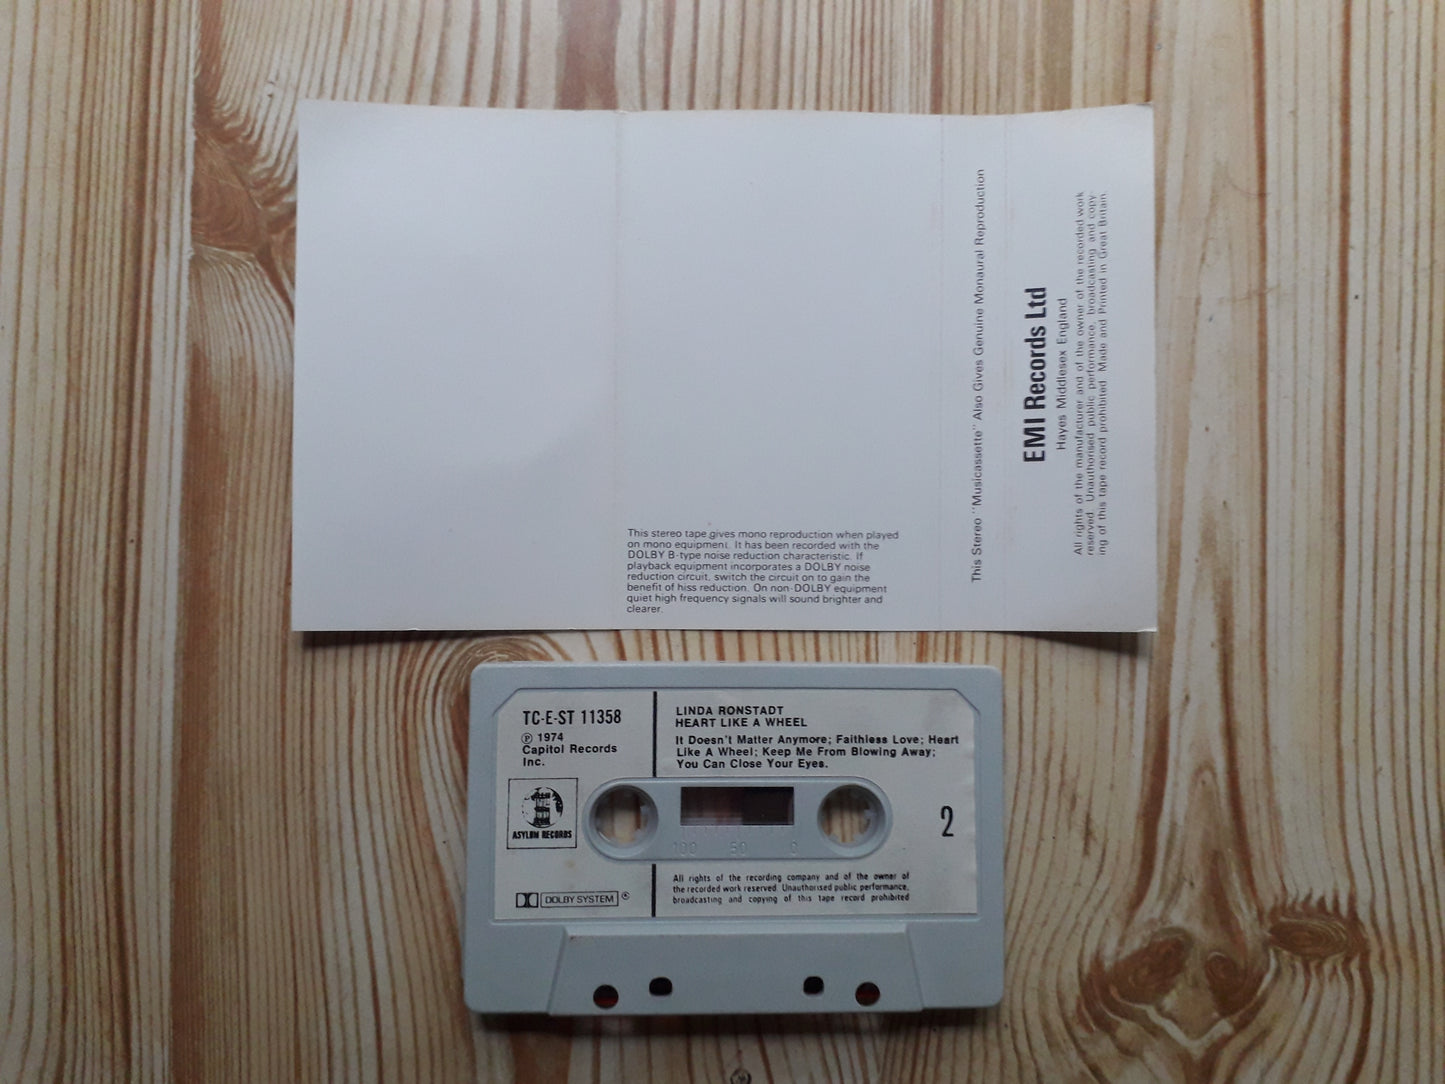 This stereo tape gives mono reproduction when played
on mono equipment. It has been recorded with the
DOLBY B-type noise reduction characteristic. If
playback equipment incorporates a DOLBY noise
reduction circuit, switch the circuit on to gain the
benefit of hiss reduction. On non-DOLBY equipment
quiet high frequency signals will sound brighter and
clearer.
This Stereo "Musicassette" Also Gives Genuine Monaural Reproduction
EMI Records Ltd
Hayes Middlesex England
All rights of the manufacturer and of the owner of the recorded work
reserved. Unauthorised public performance, broadcasting and copy-
ing of this tape record prohibited. Made and Printed in Great Britain.
TC-E-ST 11358
℗ 1974
Capitol Records
Inc.
ASYLUM RECORDS
DOLBY SYSTEM
LINDA RONSTADT
HEART LIKE A WHEEL
It Doesn't Matter Anymore; Faithless Love; Heart
Like A Wheel; Keep Me From Blowing Away;
You Can Close Your Eyes.
100 50 0
2
All rights of the recording company and of the owner of
the recorded work reserved. Unauthorised public performance,
broadcasting and copying of this tape record prohibited